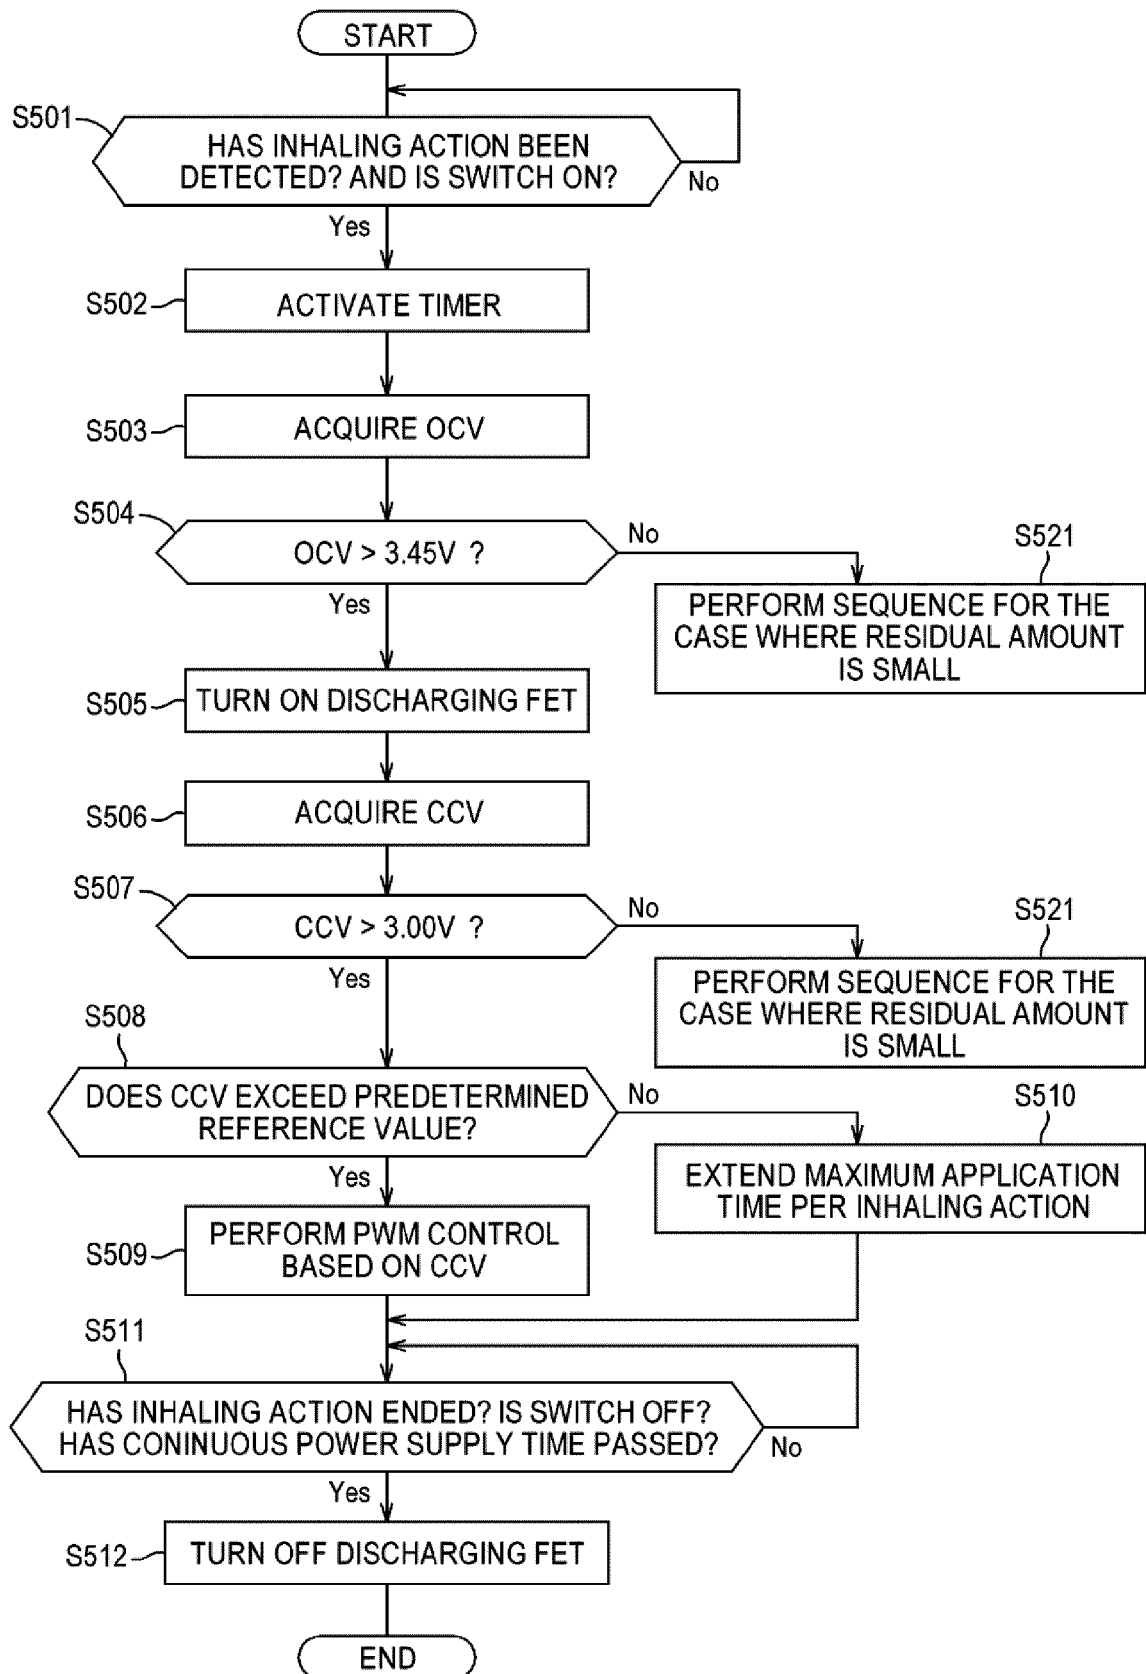 START
S501
HAS INHALING ACTION BEEN
DETECTED? AND IS SWITCH ON?
No
Yes
S502
ACTIVATE TIMER
S503
ACQUIRE OCV
S504
OCV > 3.45V ?
No
Yes
S521
PERFORM SEQUENCE FOR THE
CASE WHERE RESIDUAL AMOUNT
IS SMALL
S505
TURN ON DISCHARGING FET
S506
ACQUIRE CCV
S507
CCV > 3.00V ?
No
Yes
S521
PERFORM SEQUENCE FOR THE
CASE WHERE RESIDUAL AMOUNT
IS SMALL
S508
DOES CCV EXCEED PREDETERMINED
REFERENCE VALUE?
No
Yes
S510
EXTEND MAXIMUM APPLICATION
TIME PER INHALING ACTION
S509
PERFORM PWM CONTROL
BASED ON CCV
S511
HAS INHALING ACTION ENDED? IS SWITCH OFF?
HAS CONINUOUS POWER SUPPLY TIME PASSED?
No
Yes
S512
TURN OFF DISCHARGING FET
END